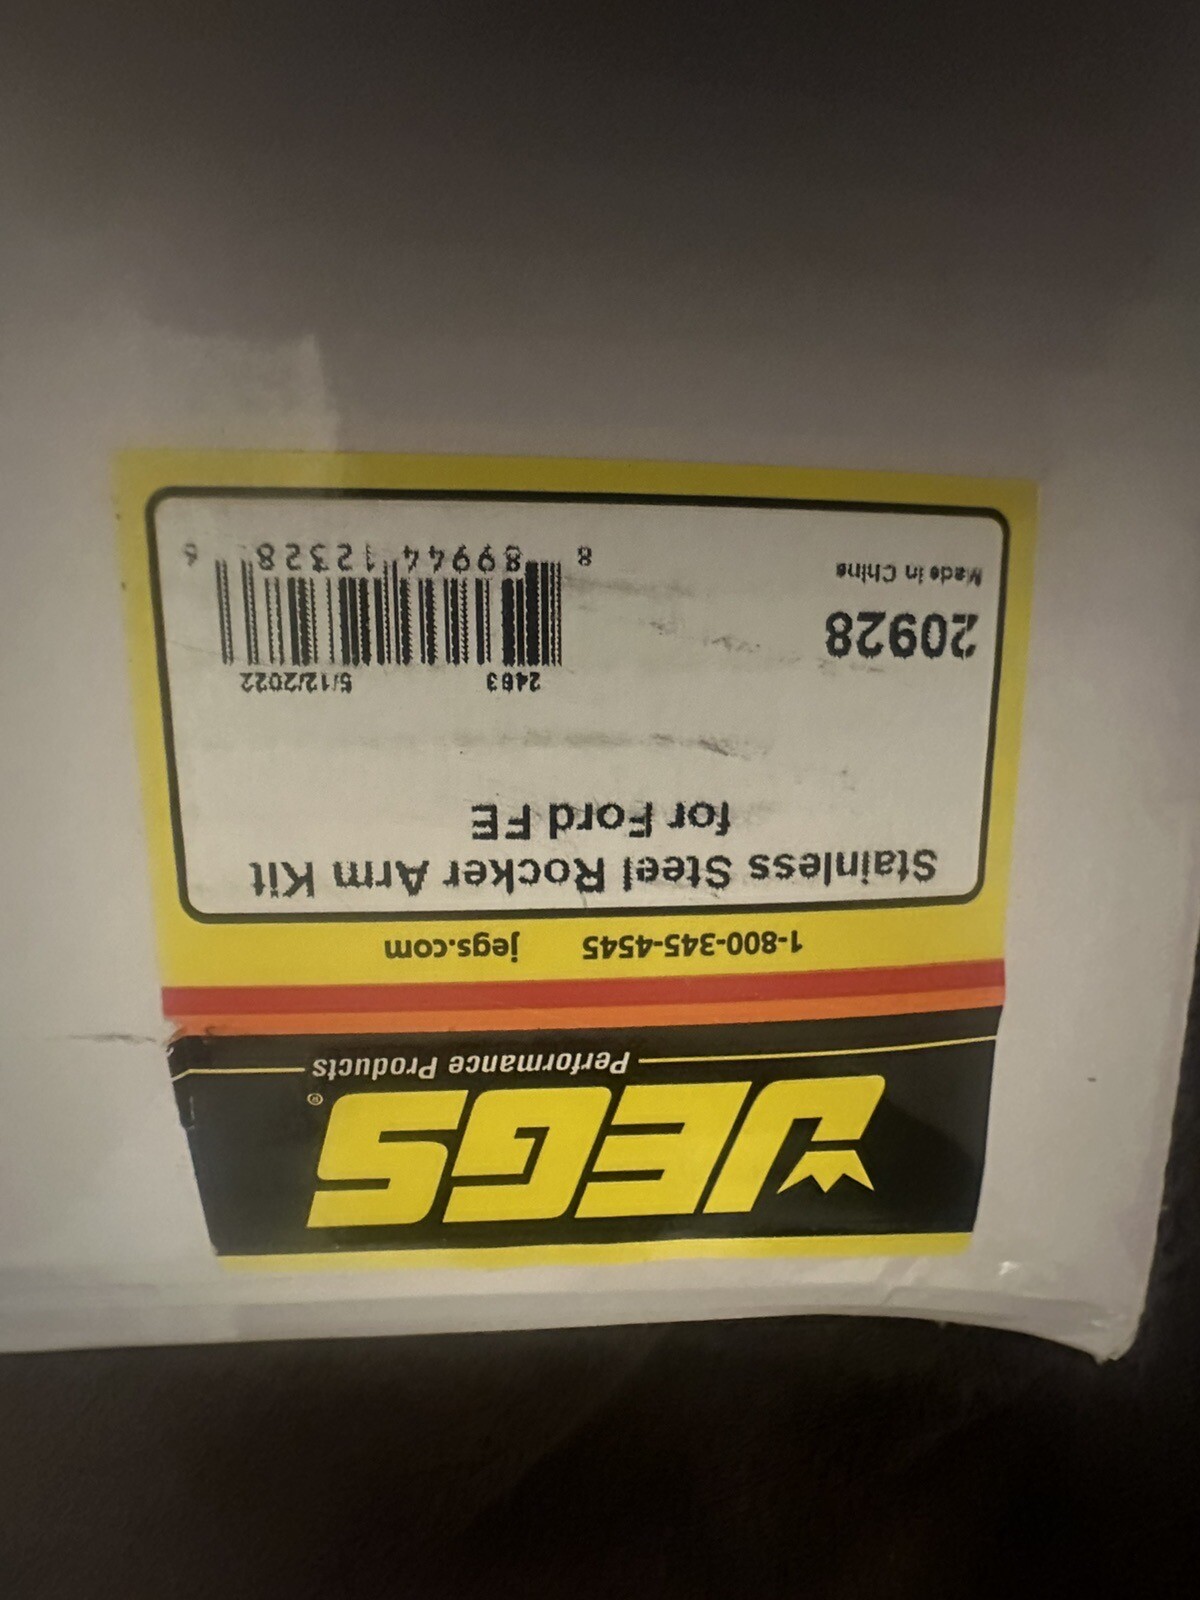 JEGS®
Performance Products
1-800-345-4545 jegs.com
Stainless Steel Rocker Arm Kit
for Ford FE
2463 5/12/2022
20928
Made in China
8 89944 12328 6